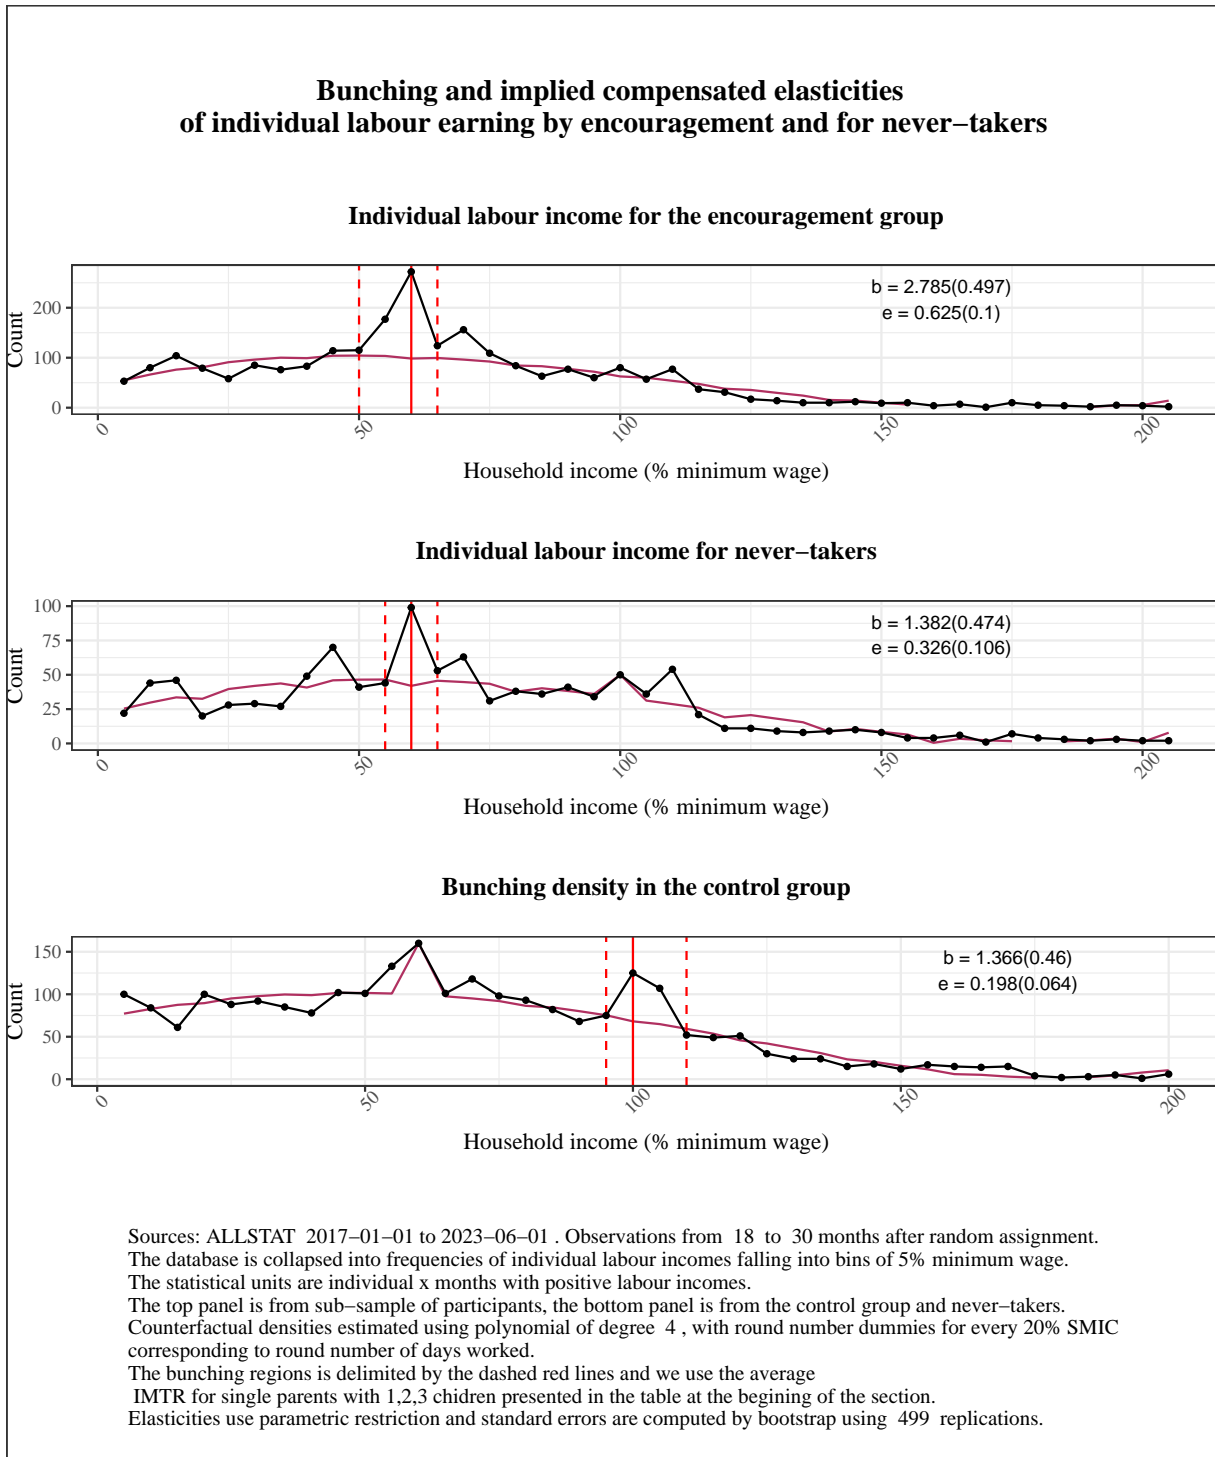 Bunching and implied compensated elasticities
of individual labour earning by encouragement and for never−takers
Individual labour income for the encouragement group
b = 2.785(0.497)
e = 0.625(0.1)
Count
200
100
0
0
50
100
150
200
Household income (% minimum wage)
Individual labour income for never−takers
b = 1.382(0.474)
e = 0.326(0.106)
Count
100
75
50
25
0
0
50
100
150
200
Household income (% minimum wage)
Bunching density in the control group
b = 1.366(0.46)
e = 0.198(0.064)
Count
150
100
50
0
0
50
100
150
200
Household income (% minimum wage)
Sources: ALLSTAT  2017−01−01 to 2023−06−01 . Observations from  18  to  30 months after random assignment.
The database is collapsed into frequencies of individual labour incomes falling into bins of 5% minimum wage.
The statistical units are individual x months with positive labour incomes.
The top panel is from sub−sample of participants, the bottom panel is from the control group and never−takers.
Counterfactual densities estimated using polynomial of degree  4 , with round number dummies for every 20% SMIC
corresponding to round number of days worked.
The bunching regions is delimited by the dashed red lines and we use the average
IMTR for single parents with 1,2,3 chidren presented in the table at the begining of the section.
Elasticities use parametric restriction and standard errors are computed by bootstrap using  499  replications.